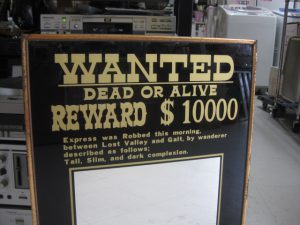 WANTED
DEAD OR ALIVE
REWARD $ 10000
Express was Robbed this morning,
between Lost Valley and Galt, by wanderer
described as follows;
Tall, Slim, and dark complexion.